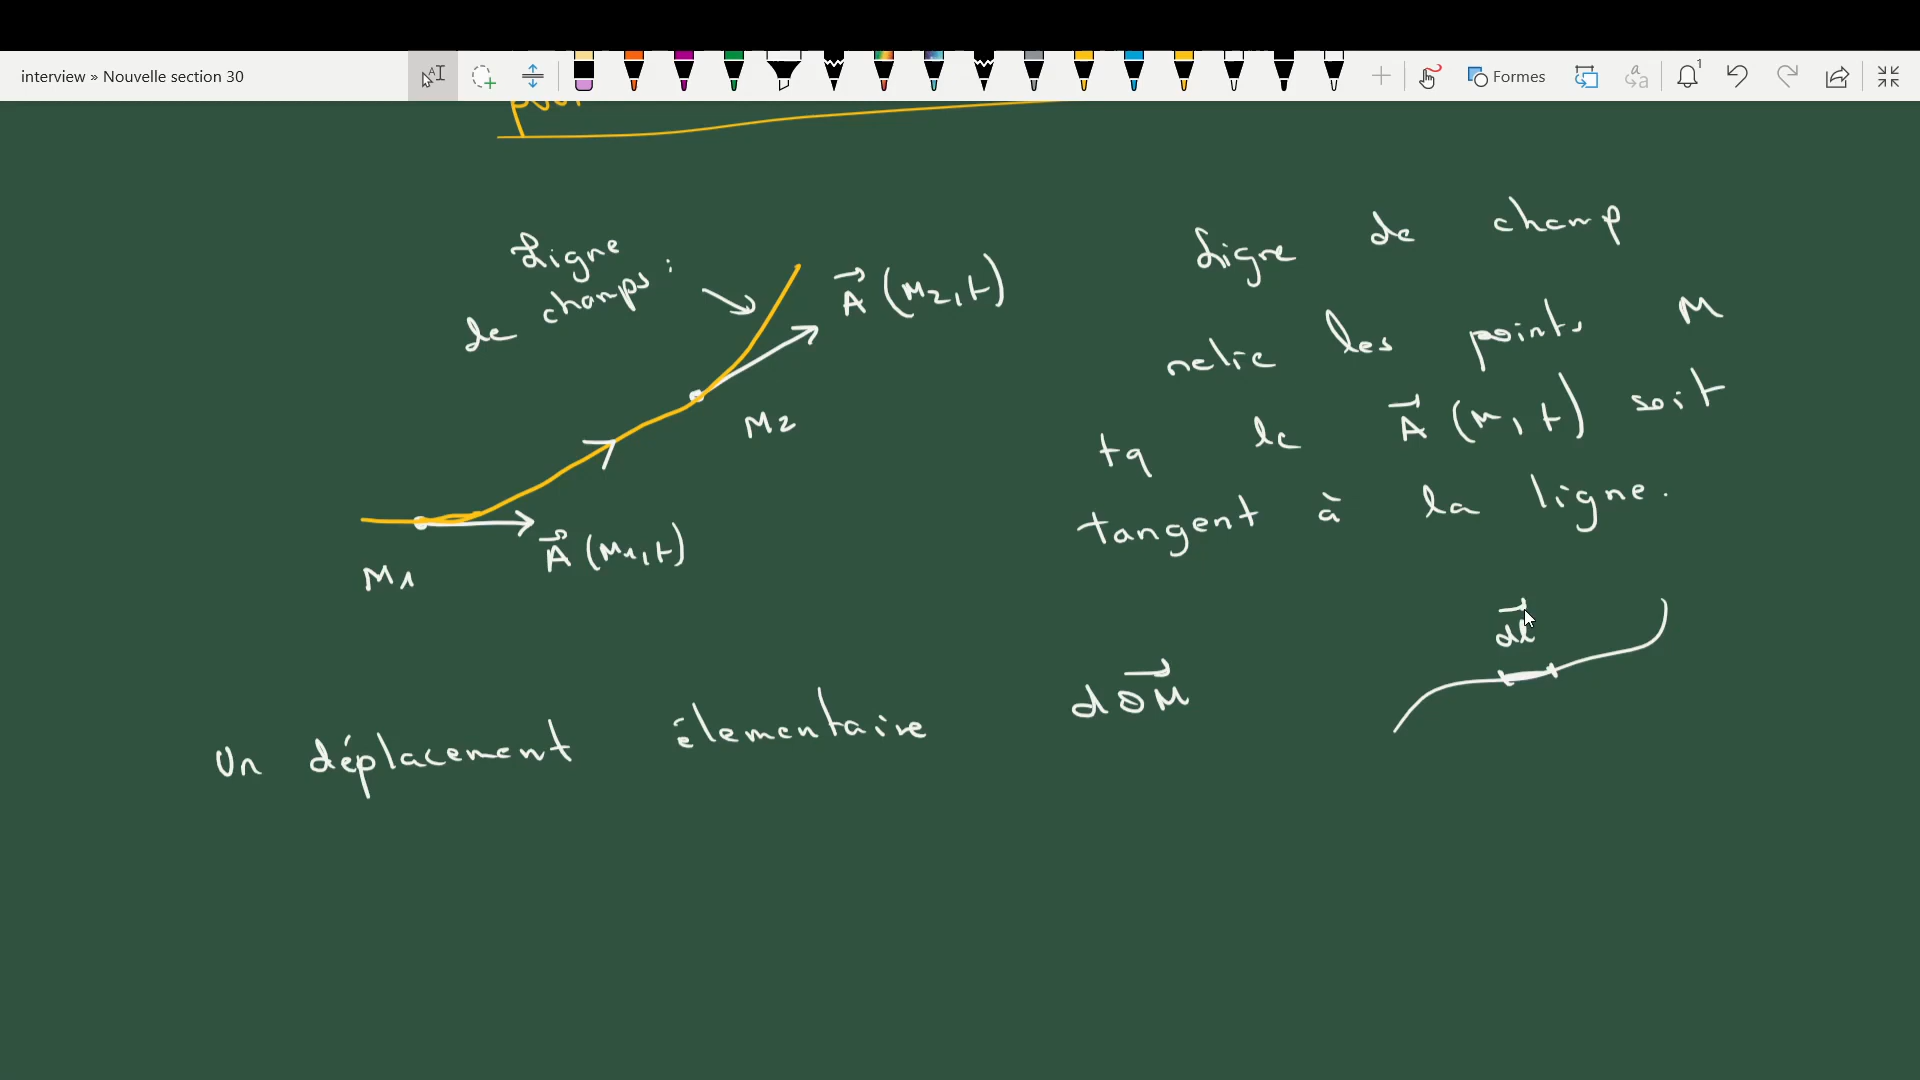 interview » Nouvelle section 30
Formes
1
Ligne
de champs :
A⃗ (M2, t)
M2
A⃗ (M1, t)
M1
Ligne de champ
relie les points M
tq le A⃗ (M, t) soit
tangent à la ligne.
dl⃗
Un déplacement élementaire dOM⃗